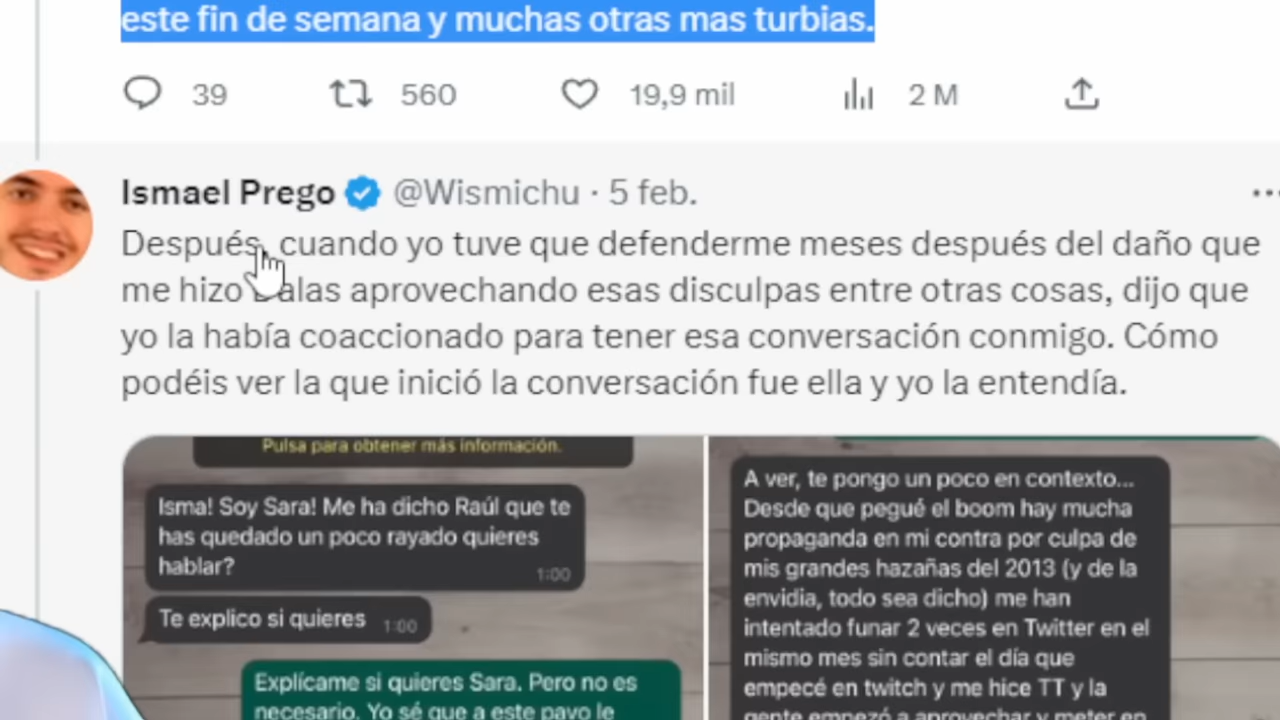 este fin de semana y muchas otras mas turbias.
39 560 19,9 mil 2 M
Ismael Prego @Wismichu · 5 feb.
Después, cuando yo tuve que defenderme meses después del daño que
me hizo Dalas aprovechando esas disculpas entre otras cosas, dijo que
yo la había coaccionado para tener esa conversación conmigo. Cómo
podéis ver la que inició la conversación fue ella y yo la entendía.
Pulsa para obtener más información.
Isma! Soy Sara! Me ha dicho Raúl que te
has quedado un poco rayado quieres
hablar?
1:00
Te explico si quieres 1:00
Explícame si quieres Sara. Pero no es
necesario. Yo sé que a este pavo le
A ver, te pongo un poco en contexto...
Desde que pegué el boom hay mucha
propaganda en mi contra por culpa de
mis grandes hazañas del 2013 (y de la
envidia, todo sea dicho) me han
intentado funar 2 veces en Twitter en el
mismo mes sin contar el día que
empecé en twitch y me hice TT y la
gente empezó a aprovechar y meter en